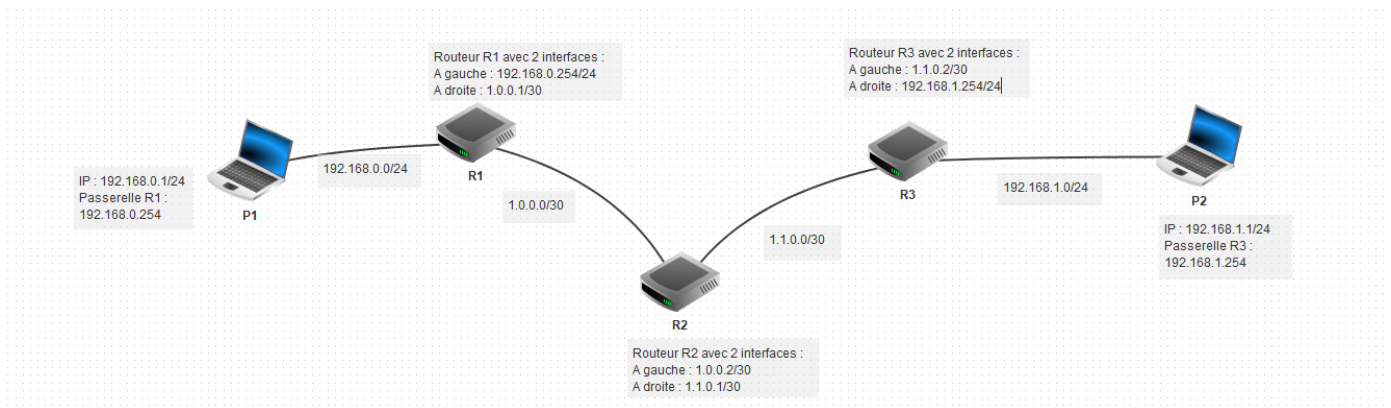 Routeur R1 avec 2 interfaces :
A gauche : 192.168.0.254/24
A droite : 1.0.0.1/30
Routeur R3 avec 2 interfaces :
A gauche : 1.1.0.2/30
A droite : 192.168.1.254/24
IP : 192.168.0.1/24
Passerelle R1 :
192.168.0.254
P1
192.168.0.0/24
R1
1.0.0.0/30
R2
Routeur R2 avec 2 interfaces :
A gauche : 1.0.0.2/30
A droite : 1.1.0.1/30
1.1.0.0/30
R3
192.168.1.0/24
P2
IP : 192.168.1.1/24
Passerelle R3 :
192.168.1.254